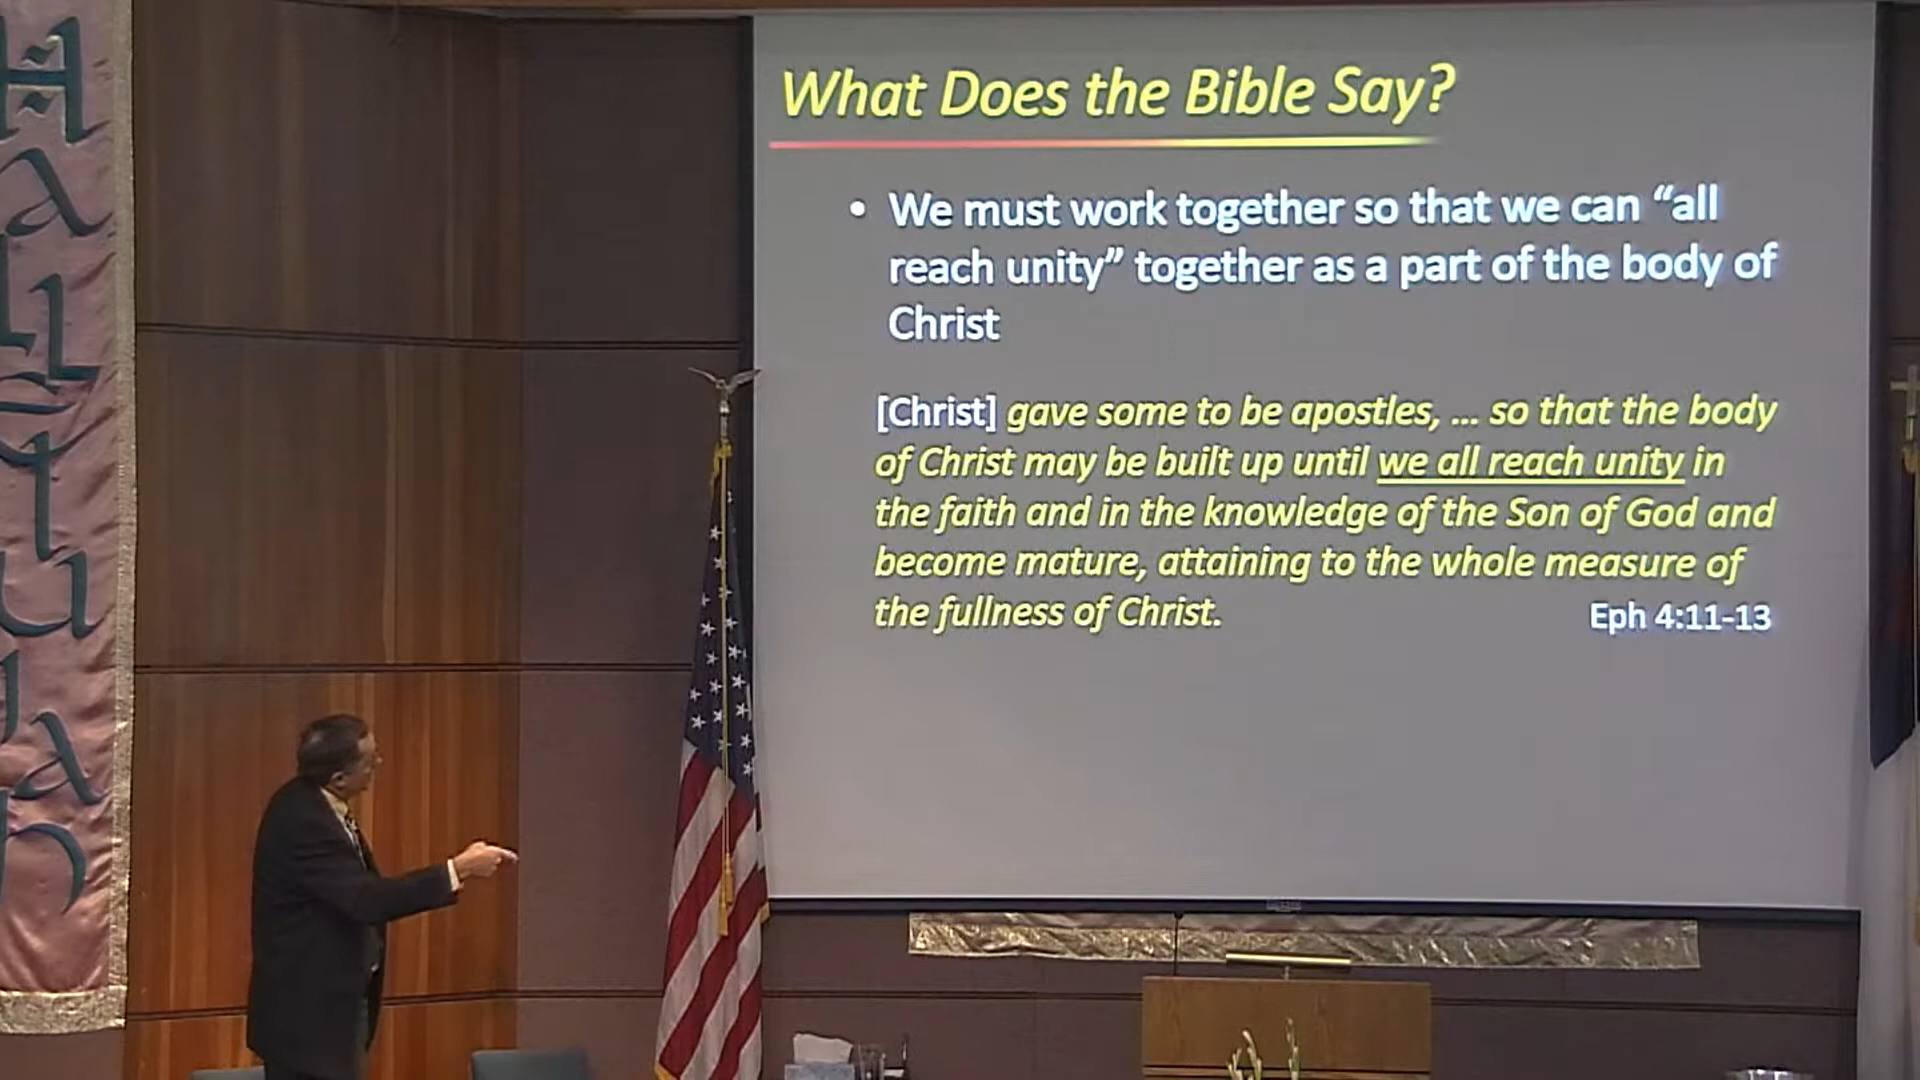 Halleluiah
What Does the Bible Say?
• We must work together so that we can “all
reach unity” together as a part of the body of
Christ
[Christ] gave some to be apostles, ... so that the body
of Christ may be built up until we all reach unity in
the faith and in the knowledge of the Son of God and
become mature, attaining to the whole measure of
the fullness of Christ.
Eph 4:11-13